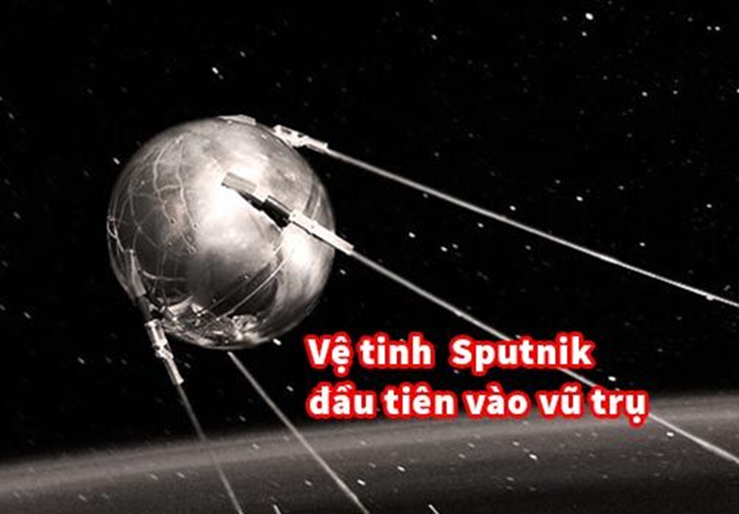 Vệ tinh Sputnik
đầu tiên vào vũ trụ